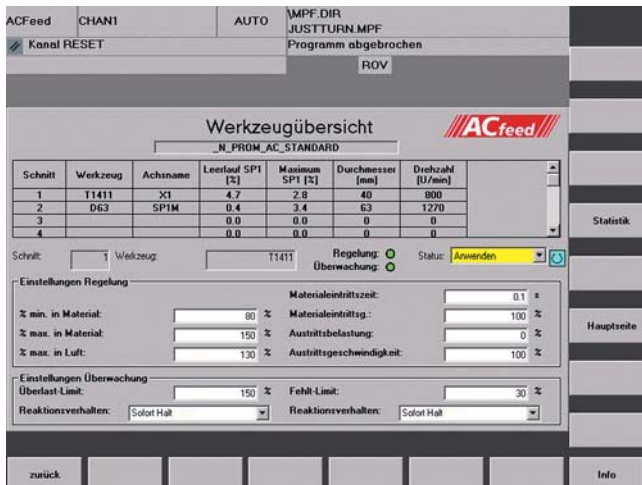 ACFeed CHAN1 AUTO \MPF.DIR
JUSTTURN.MPF
Kanal RESET Programm abgebrochen
ROV
Werkzeugübersicht ACfeed
_N_PROM_AC_STANDARD
Schnitt Werkzeug Achsname Leerlauf SP1 [%] Maximum SP1 [%] Durchmesser [mm] Drehzahl [U/min]
1 T1411 X1 4.7 2.8 40 800
2 D63 SP1M 0.4 3.4 63 1270
3 0.0 0.0 0 0
4 0.0 0.0 0 0
Statistik
Schnitt: 1 Werkzeug: T1411 Regelung: Status: Anwenden
Überwachung:
Einstellungen Regelung
Materialeintrittszeit: 0.1 s
% min. in Material: 80 % Materialeintrittsg.: 100 %
% max. in Material: 150 % Austrittsbelastung: 0 %
% max. in Luft: 130 % Austrittsgeschwindigkeit: 100 %
Hauptseite
Einstellungen Überwachung
Überlast-Limit: 150 % Fehlt-Limit: 30 %
Reaktionsverhalten: Sofort Halt Reaktionsverhalten: Sofort Halt
zurück Info